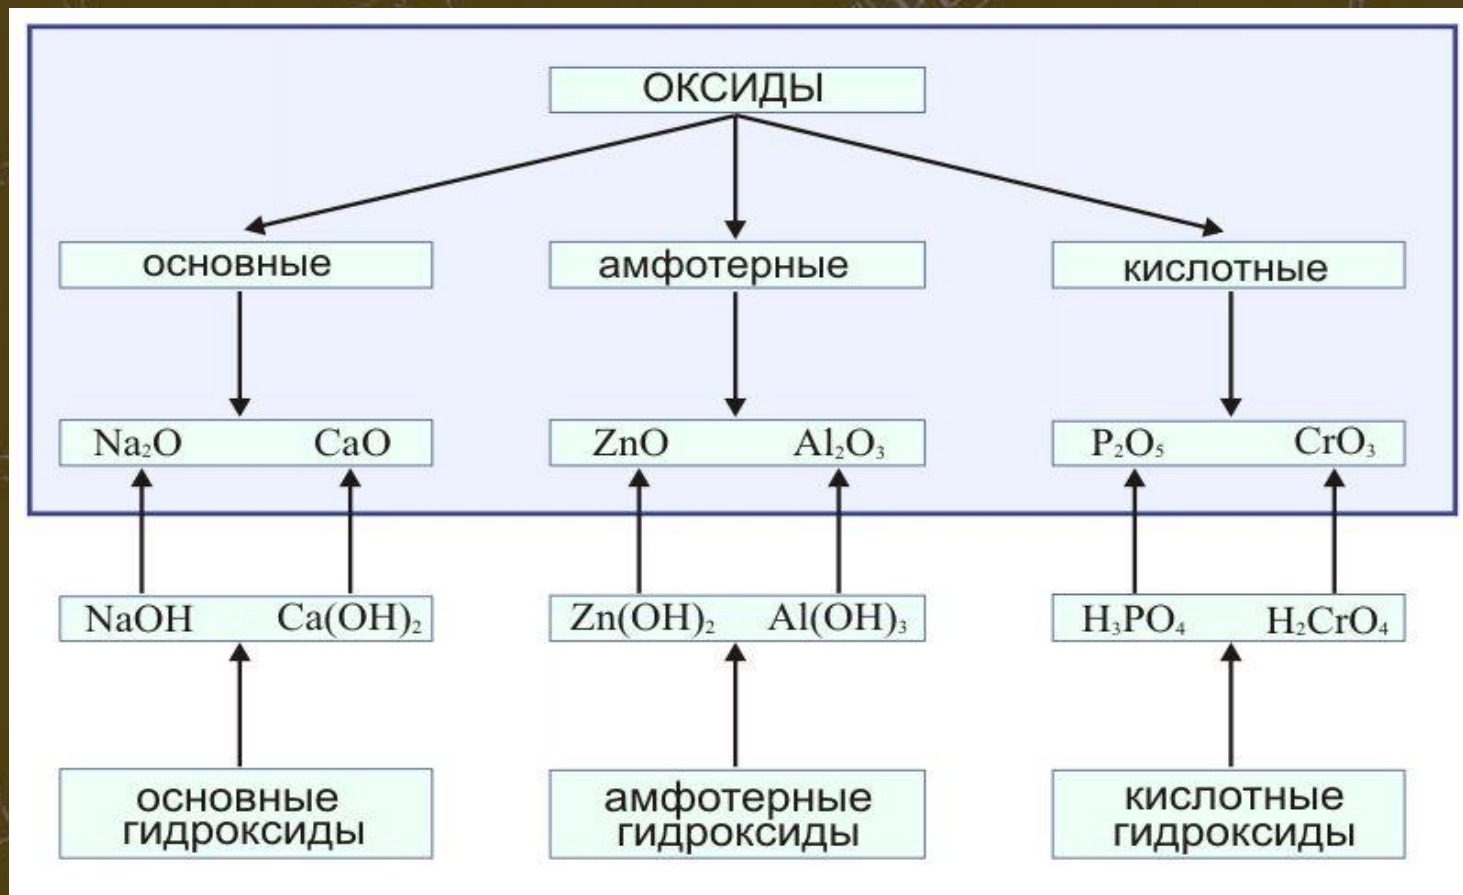 ОКСИДЫ
основные
амфотерные
кислотные
Na₂O CaO
ZnO Al₂O₃
P₂O₅ CrO₃
NaOH Ca(OH)₂
Zn(OH)₂ Al(OH)₃
H₃PO₄ H₂CrO₄
основные
гидроксиды
амфотерные
гидроксиды
кислотные
гидроксиды